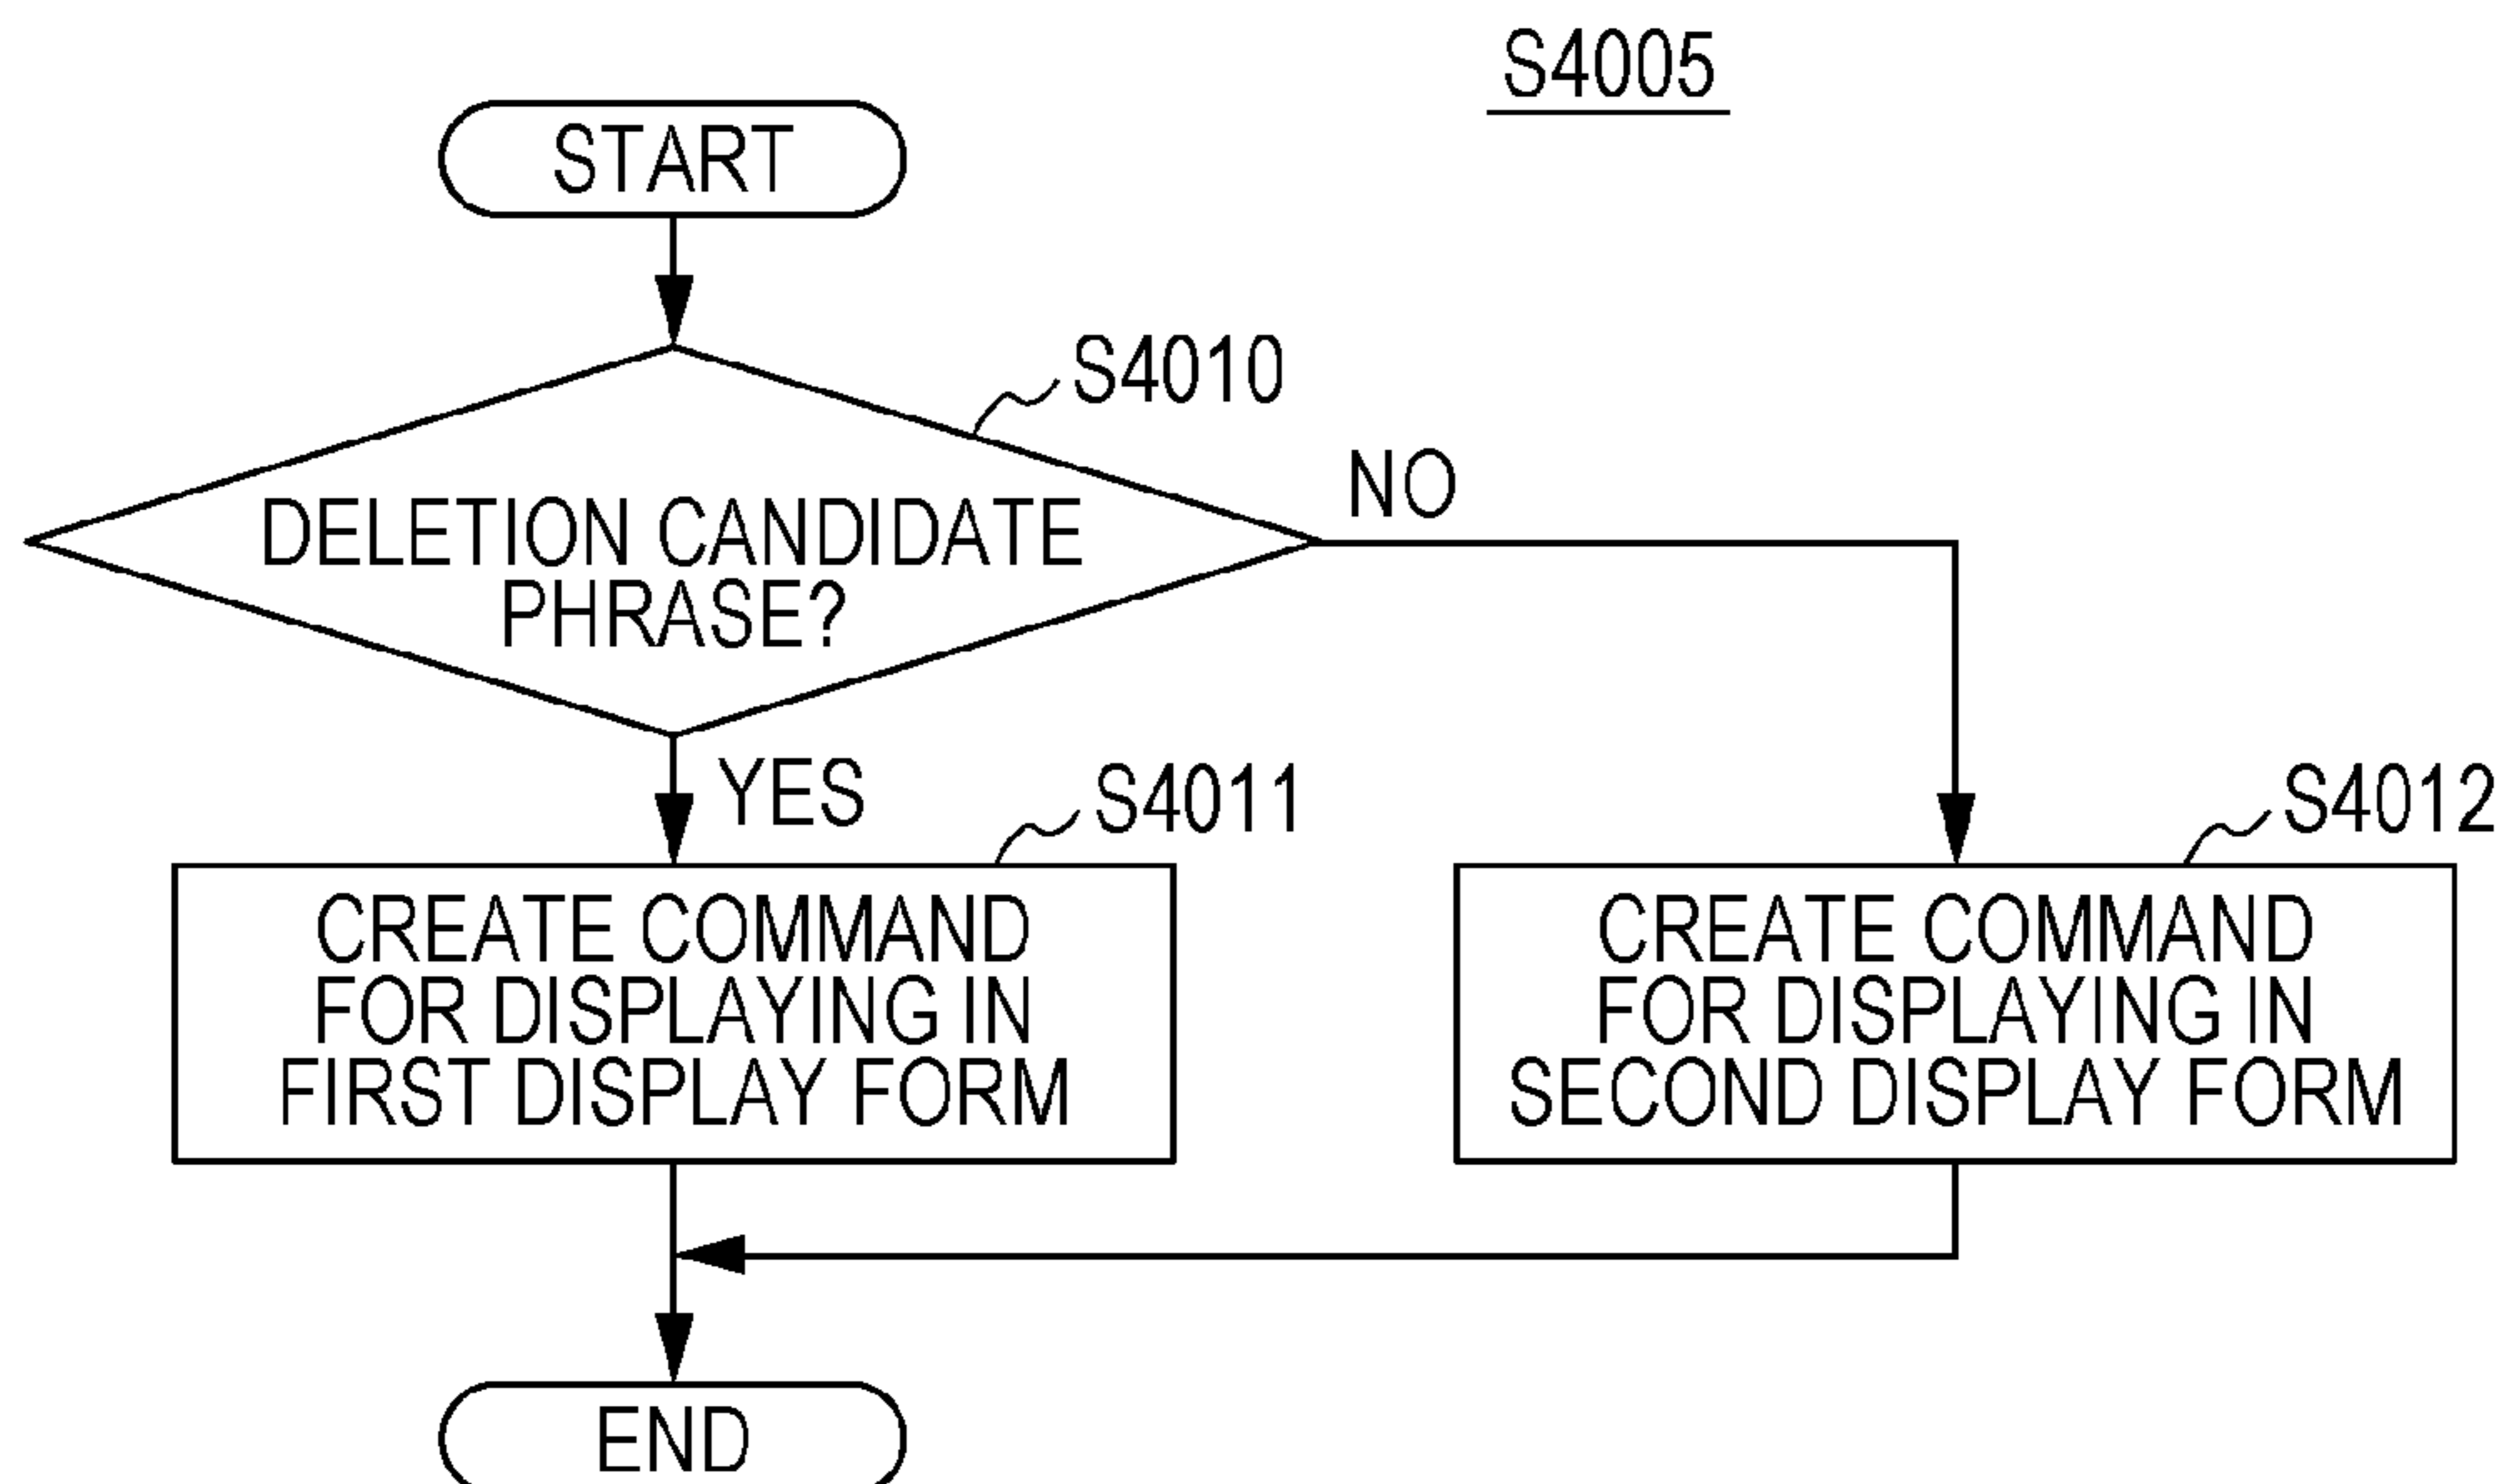 S4005
START
S4010
DELETION CANDIDATE
PHRASE?
NO
YES
S4011
CREATE COMMAND
FOR DISPLAYING IN
FIRST DISPLAY FORM
S4012
CREATE COMMAND
FOR DISPLAYING IN
SECOND DISPLAY FORM
END